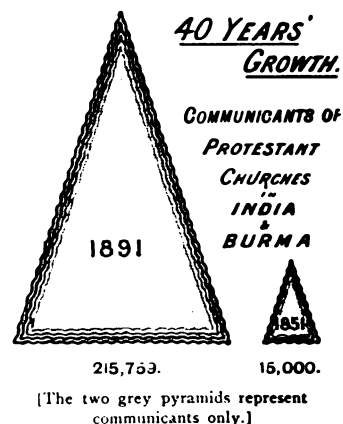 40 YEARS'
GROWTH.
COMMUNICANTS OF
PROTESTANT
CHURCHES
IN
INDIA
&
BURMA
1891
1851
15,000.
[The two grey pyramids represent
communicants only.]